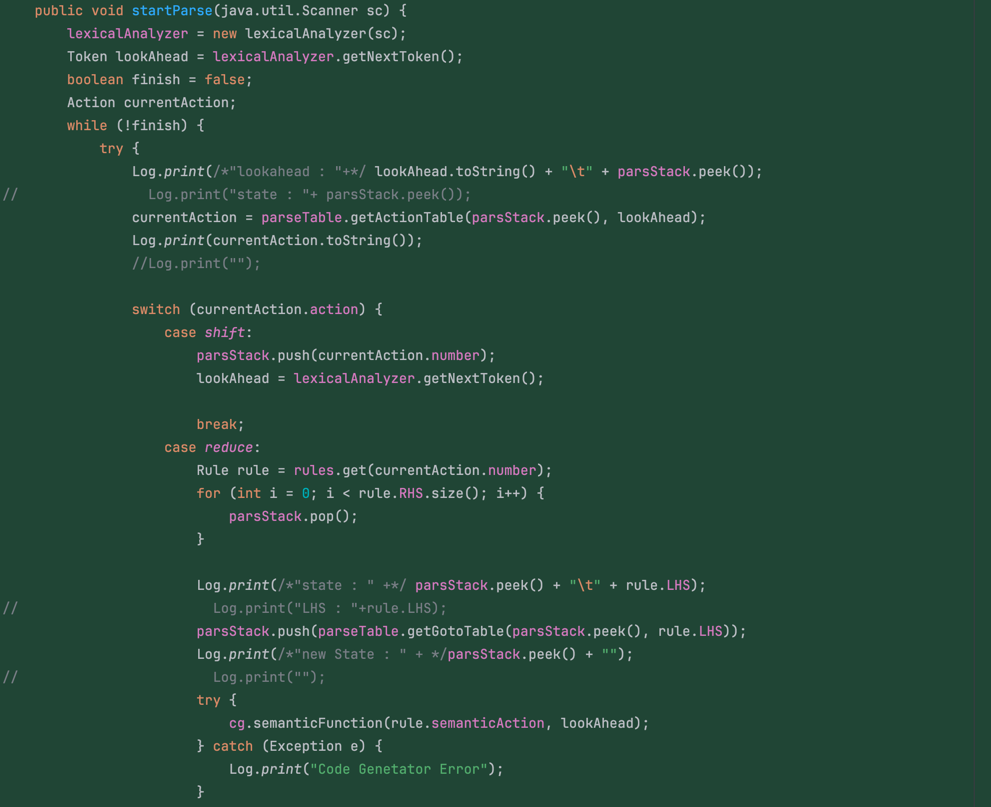 public void startParse(java.util.Scanner sc) {
lexicalAnalyzer = new lexicalAnalyzer(sc);
Token lookAhead = lexicalAnalyzer.getNextToken();
boolean finish = false;
Action currentAction;
while (!finish) {
try {
Log.print(/*"lookahead : "+*/ lookAhead.toString() + "\t" + parsStack.peek());
// Log.print("state : "+ parsStack.peek());
currentAction = parseTable.getActionTable(parsStack.peek(), lookAhead);
Log.print(currentAction.toString());
//Log.print("");
switch (currentAction.action) {
case shift:
parsStack.push(currentAction.number);
lookAhead = lexicalAnalyzer.getNextToken();
break;
case reduce:
Rule rule = rules.get(currentAction.number);
for (int i = 0; i < rule.RHS.size(); i++) {
parsStack.pop();
}
Log.print(/*"state : " +*/ parsStack.peek() + "\t" + rule.LHS);
// Log.print("LHS : "+rule.LHS);
parsStack.push(parseTable.getGotoTable(parsStack.peek(), rule.LHS));
Log.print(/*"new State : " + */parsStack.peek() + "");
// Log.print("");
try {
cg.semanticFunction(rule.semanticAction, lookAhead);
} catch (Exception e) {
Log.print("Code Genetator Error");
}